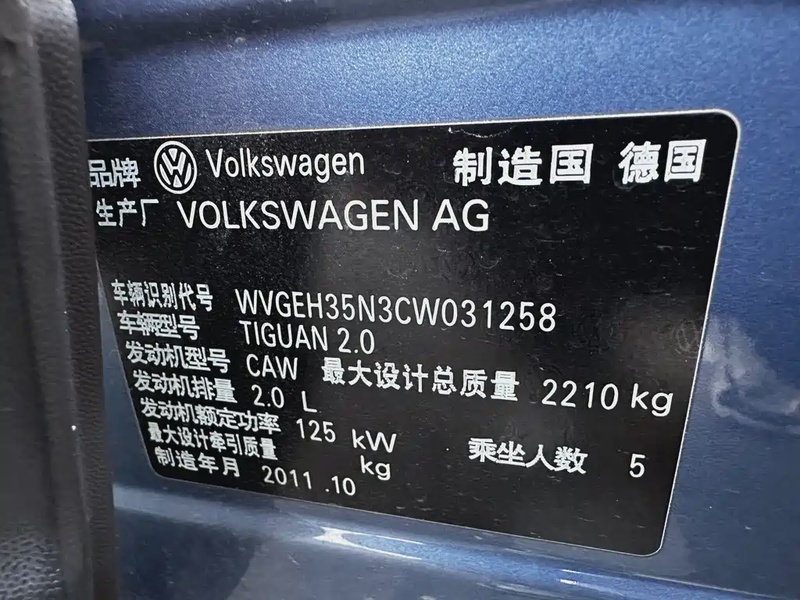 品牌 Volkswagen 制造国 德国
生产厂 VOLKSWAGEN AG
车辆识别代号 WVGEH35N3CW031258
车辆型号 TIGUAN 2.0
发动机型号 CAW 最大设计总质量 2210 kg
发动机排量 2.0 L
发动机额定功率 125 kW 乘坐人数 5
最大设计牵引质量 kg
制造年月 2011.10